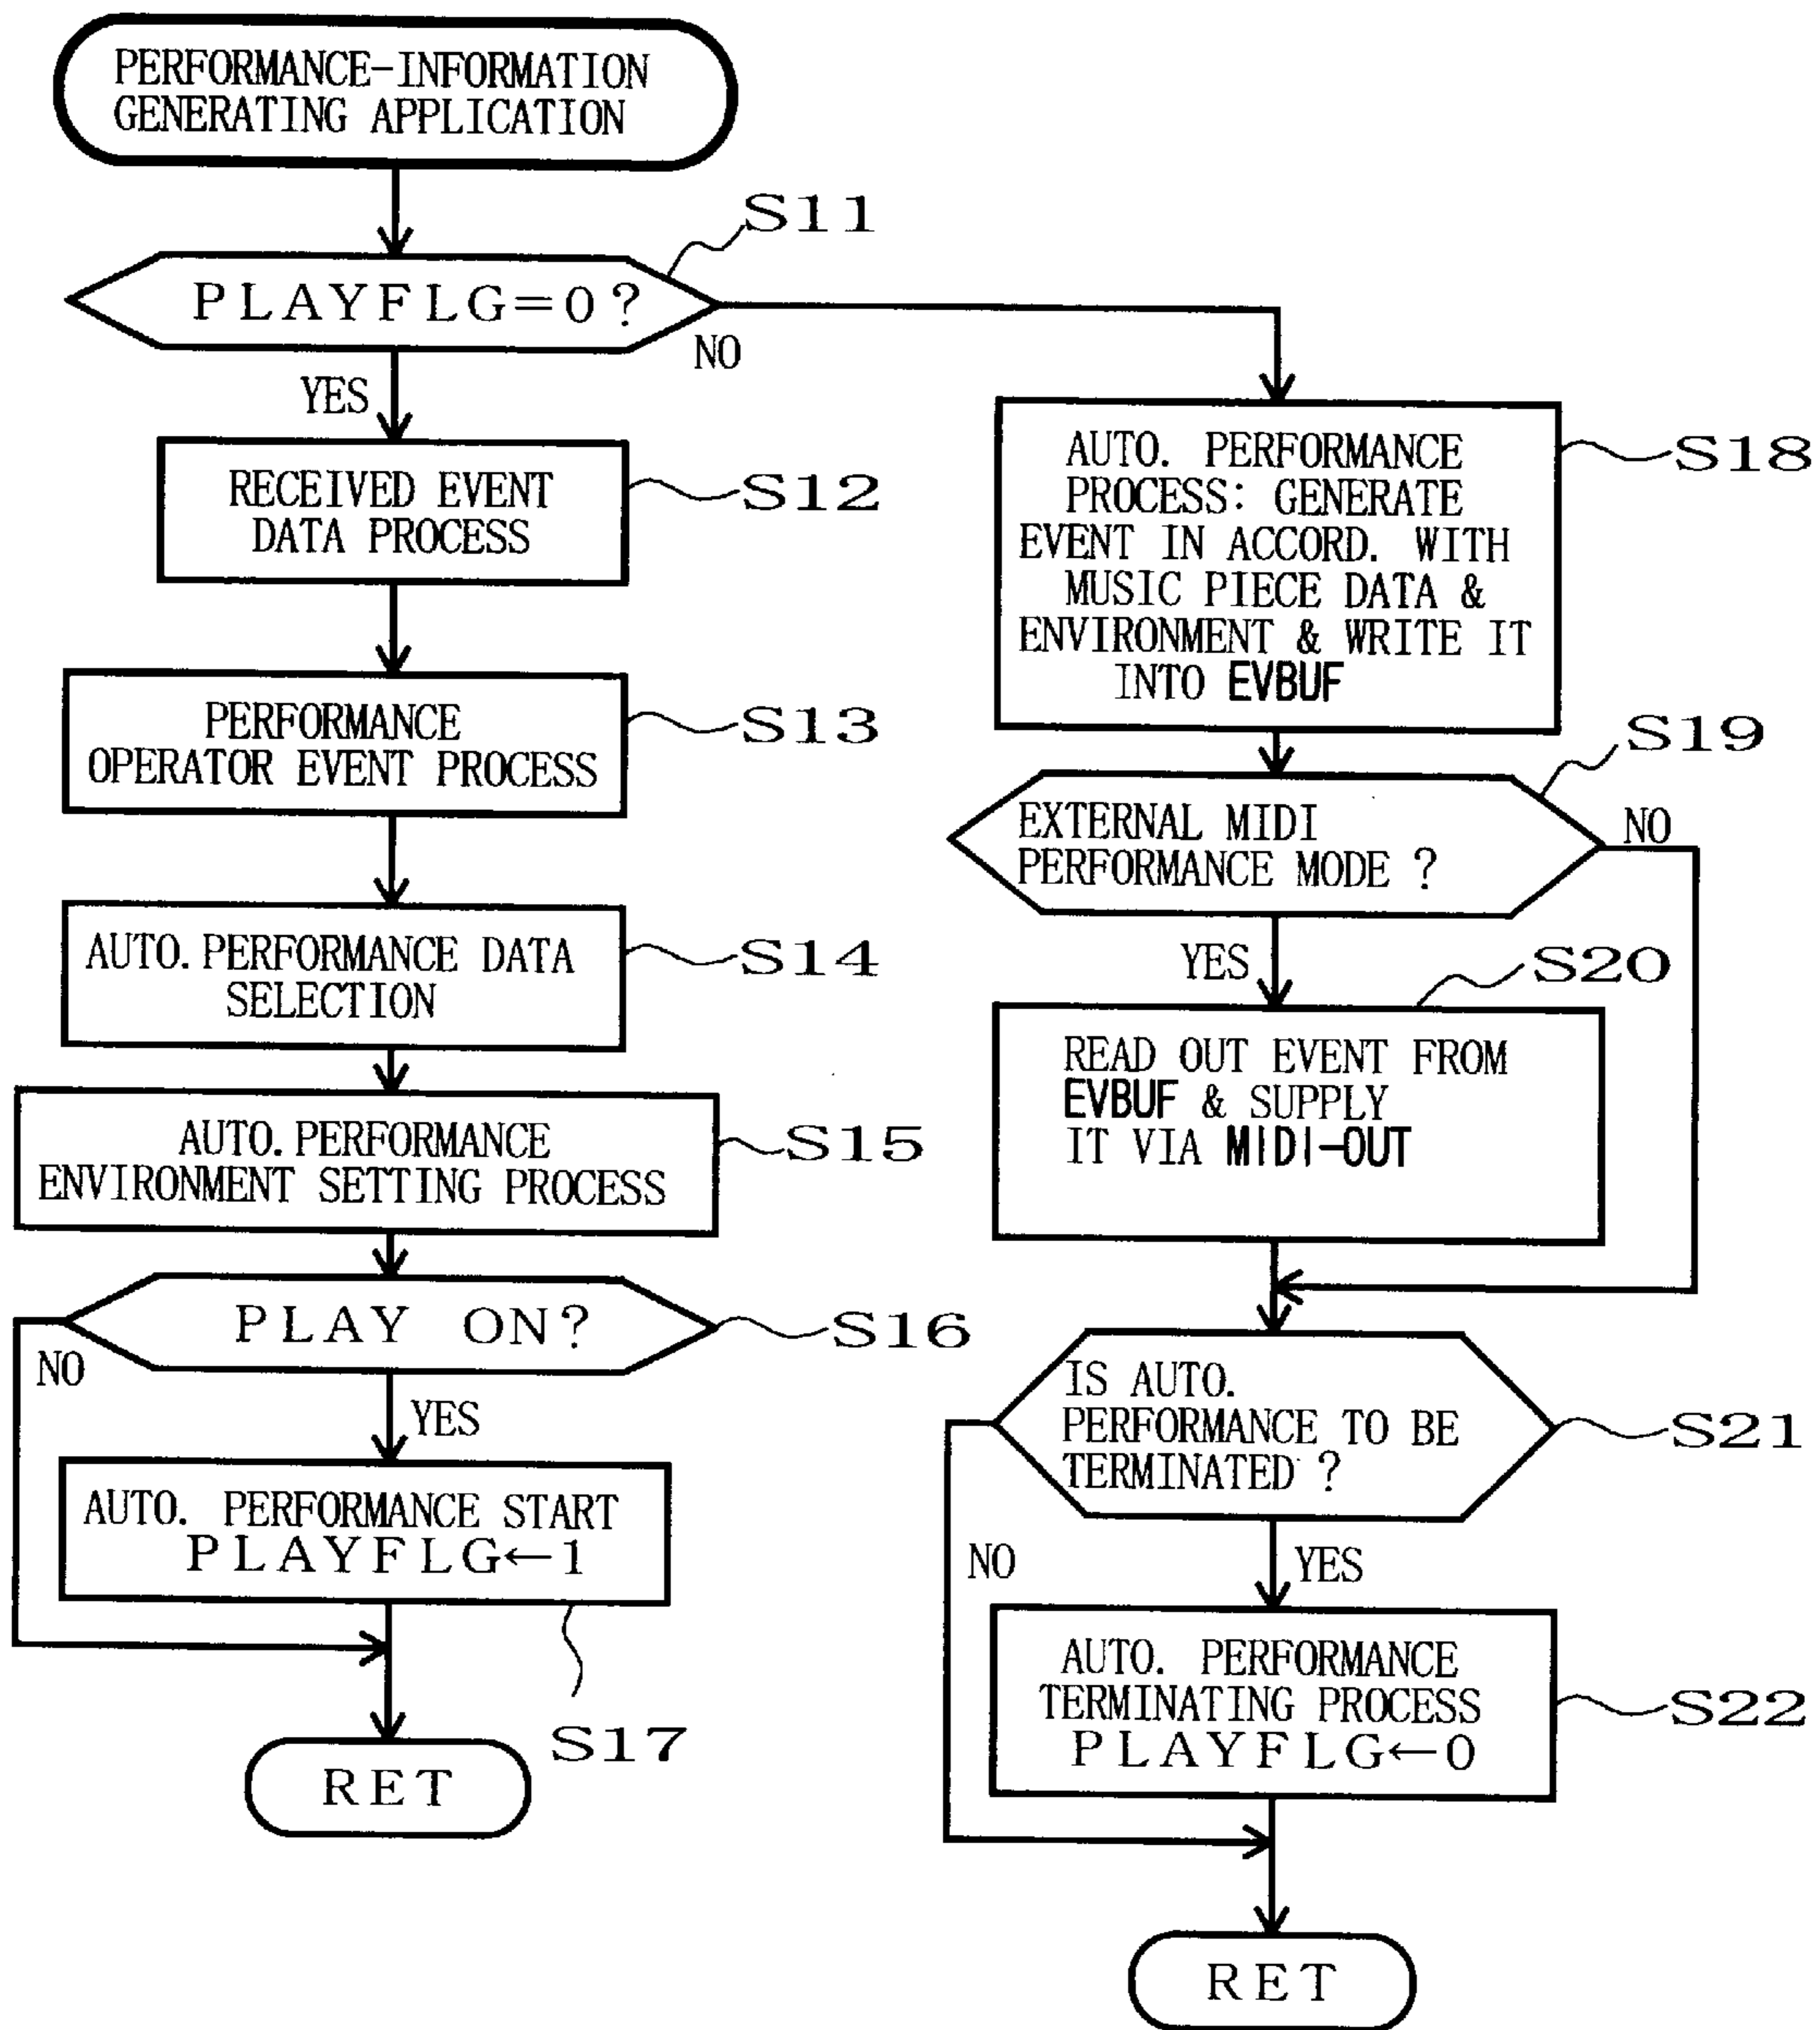 PERFORMANCE-INFORMATION
GENERATING APPLICATION
S11
PLAYFLG=0?
NO
YES
RECEIVED EVENT
DATA PROCESS
S12
PERFORMANCE
OPERATOR EVENT PROCESS
S13
AUTO. PERFORMANCE DATA
SELECTION
S14
AUTO. PERFORMANCE
ENVIRONMENT SETTING PROCESS
S15
PLAY ON?
S16
NO
YES
AUTO. PERFORMANCE START
PLAYFLG←1
S17
RET
AUTO. PERFORMANCE
PROCESS: GENERATE
EVENT IN ACCORD. WITH
MUSIC PIECE DATA &
ENVIRONMENT & WRITE IT
INTO EVBUF
S18
S19
EXTERNAL MIDI
PERFORMANCE MODE ?
NO
YES
S20
READ OUT EVENT FROM
EVBUF & SUPPLY
IT VIA MIDI-OUT
IS AUTO.
PERFORMANCE TO BE
TERMINATED ?
S21
NO
YES
AUTO. PERFORMANCE
TERMINATING PROCESS
PLAYFLG←0
S22
RET